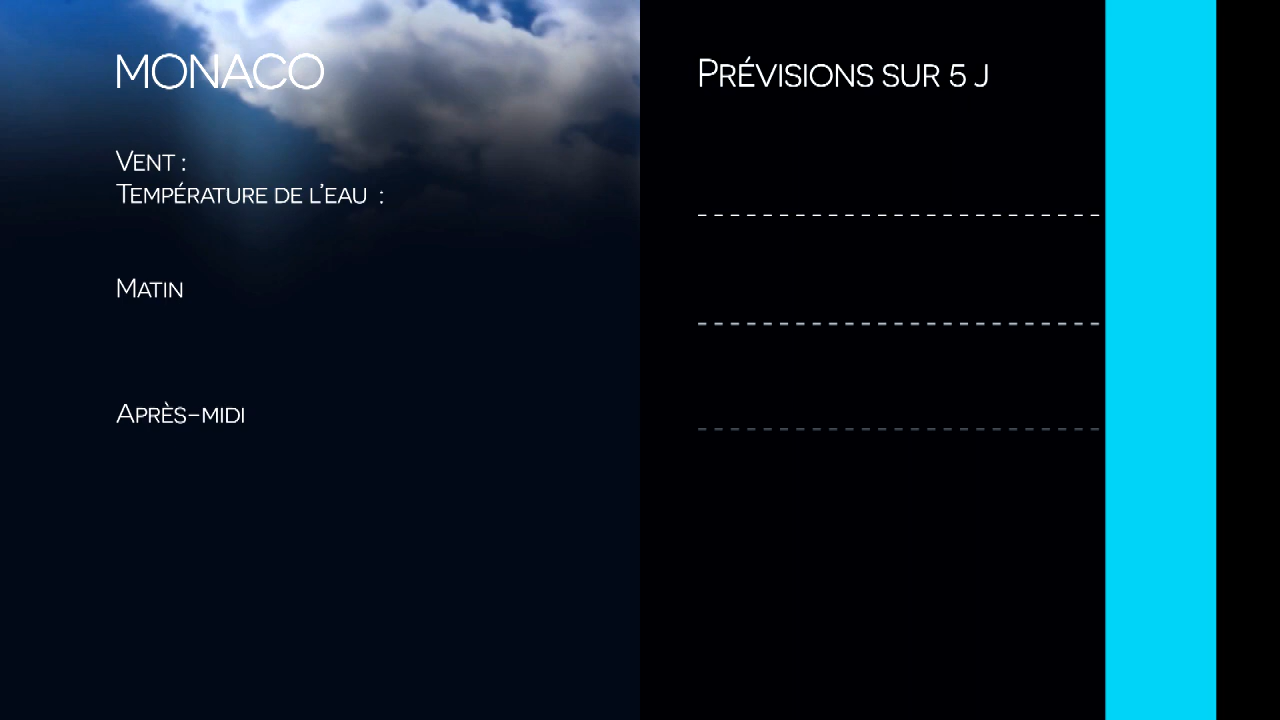 MONACO
VENT :
TEMPÉRATURE DE L'EAU :
MATIN
APRÈS-MIDI
PRÉVISIONS SUR 5 J